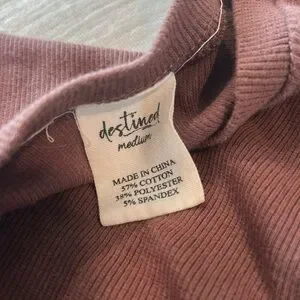 destined
medium
MADE IN CHINA
57% COTTON
38% POLYESTER
5% SPANDEX